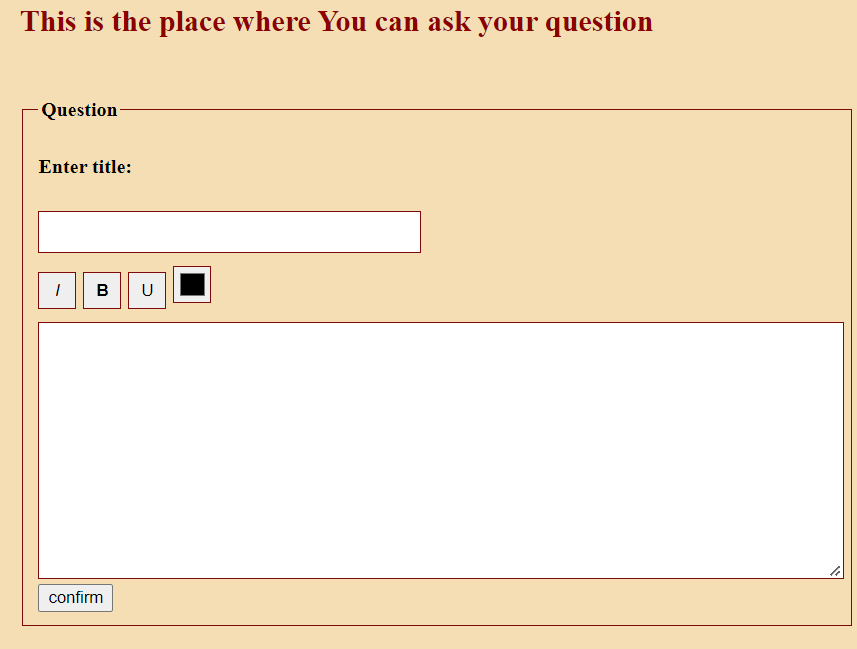 This is the place where You can ask your question
Question
Enter title:
I B U
confirm